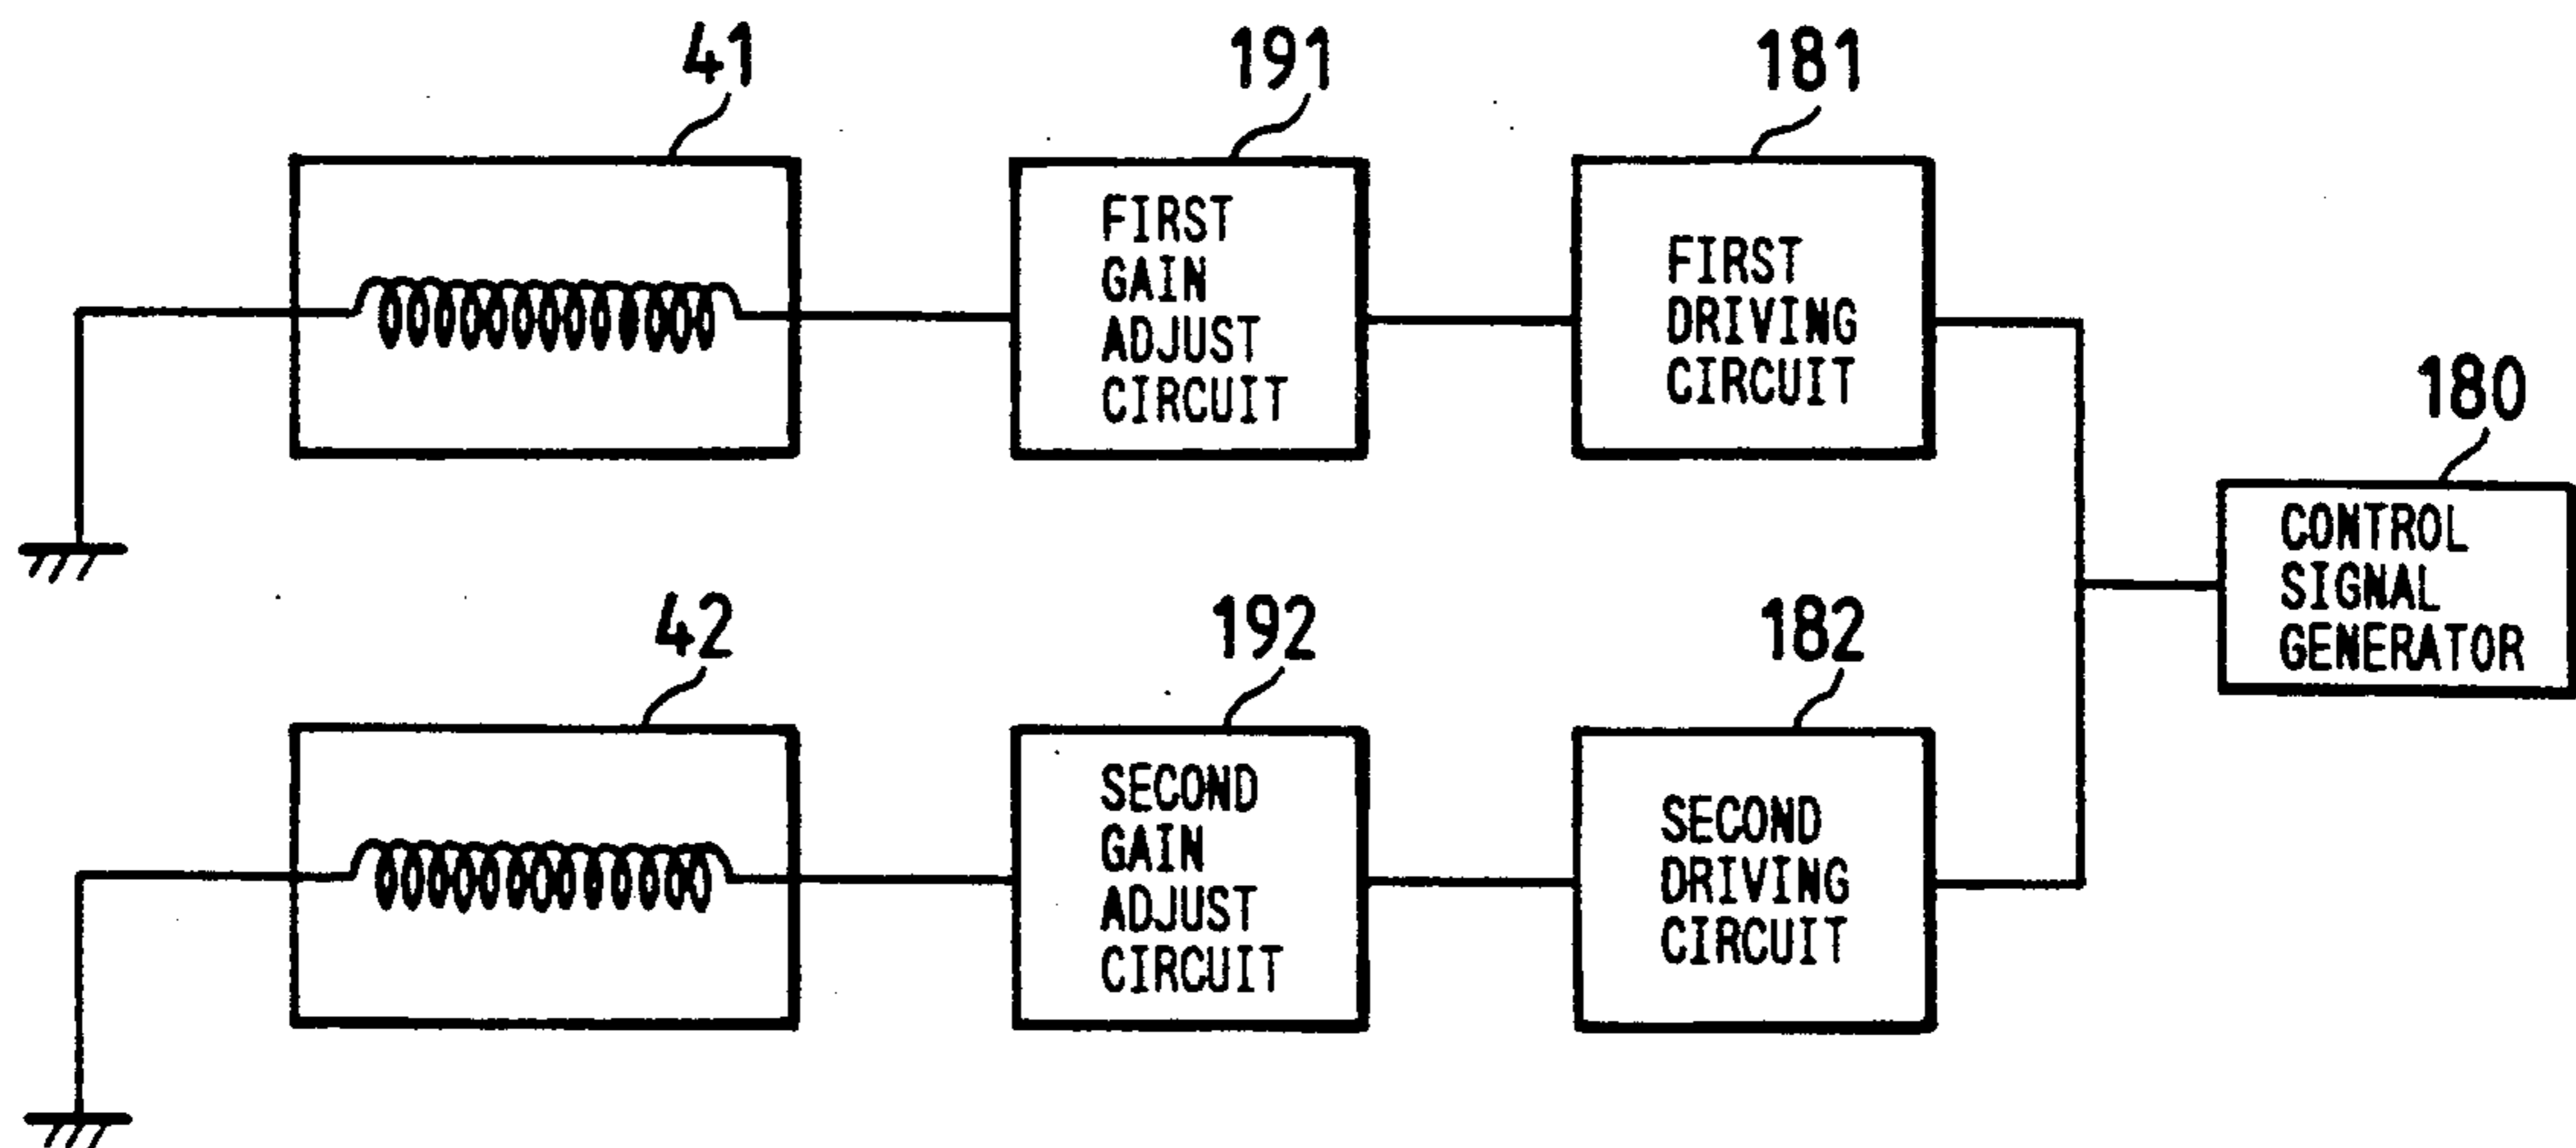 41
191
181
FIRST
GAIN
ADJUST
CIRCUIT
FIRST
DRIVING
CIRCUIT
180
CONTROL
SIGNAL
GENERATOR
42
192
182
SECOND
GAIN
ADJUST
CIRCUIT
SECOND
DRIVING
CIRCUIT